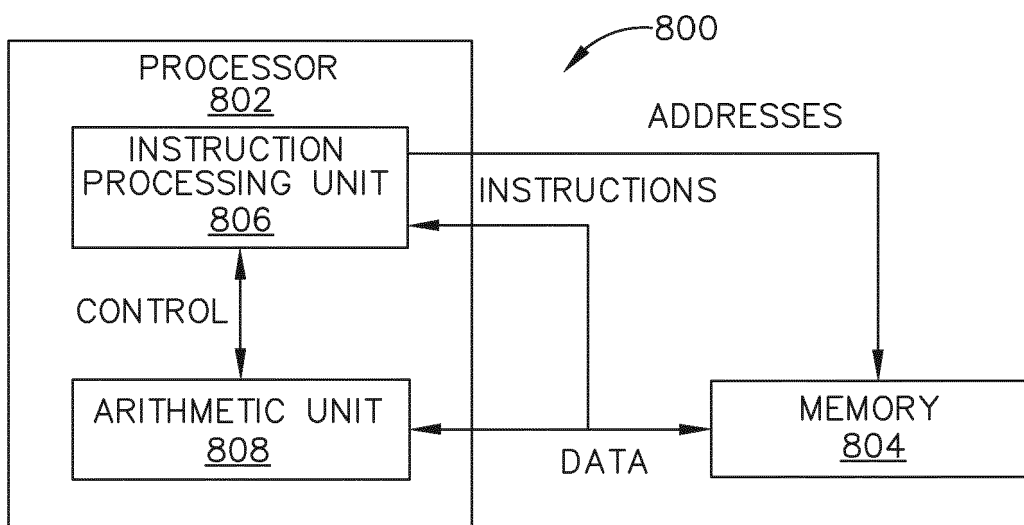 800
PROCESSOR
802
ADDRESSES
INSTRUCTION
PROCESSING UNIT
806
INSTRUCTIONS
CONTROL
ARITHMETIC UNIT
808
MEMORY
804
DATA